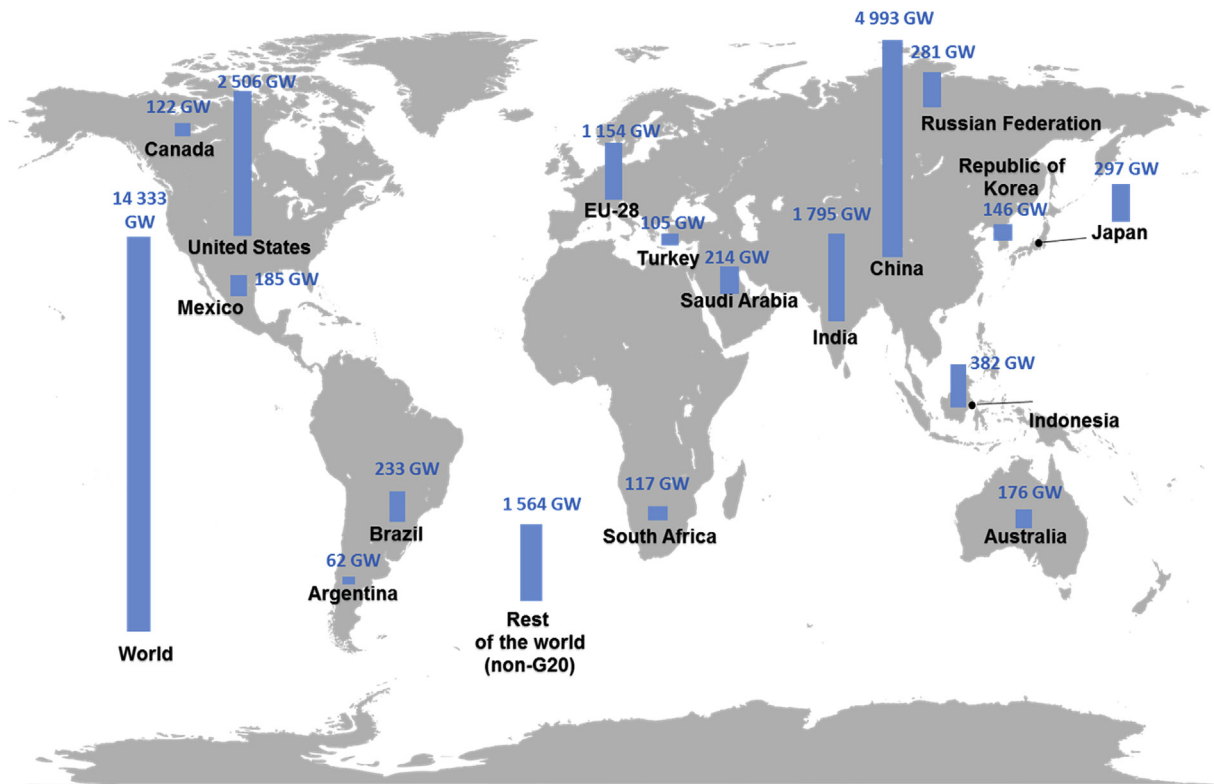 4 993 GW
281 GW
Russian Federation
2 506 GW
122 GW
Canada
1 154 GW
EU-28
Republic of
Korea
146 GW
297 GW
Japan
14 333
GW
World
United States
185 GW
Mexico
105 GW
Turkey
214 GW
Saudi Arabia
1 795 GW
India
China
382 GW
Indonesia
233 GW
Brazil
62 GW
Argentina
1 564 GW
Rest
of the world
(non-G20)
117 GW
South Africa
176 GW
Australia